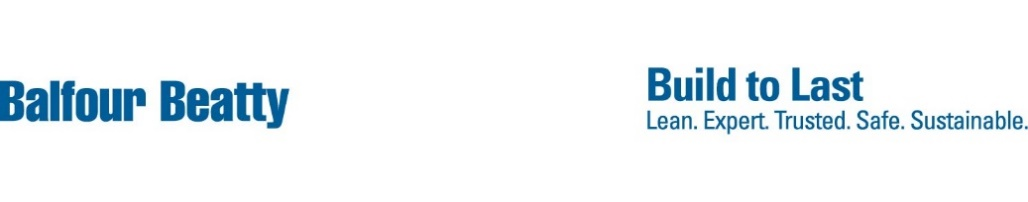 Balfour Beatty
Build to Last
Lean. Expert. Trusted. Safe. Sustainable.